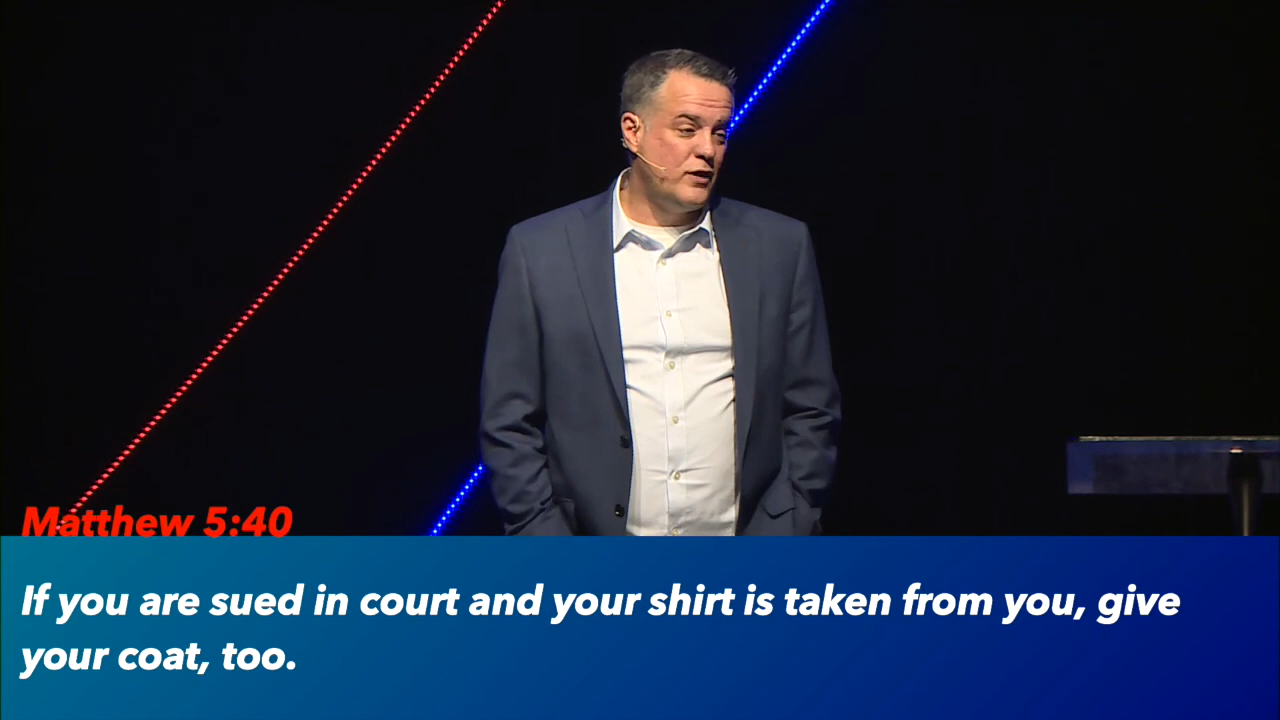 Matthew 5:40
If you are sued in court and your shirt is taken from you, give
your coat, too.